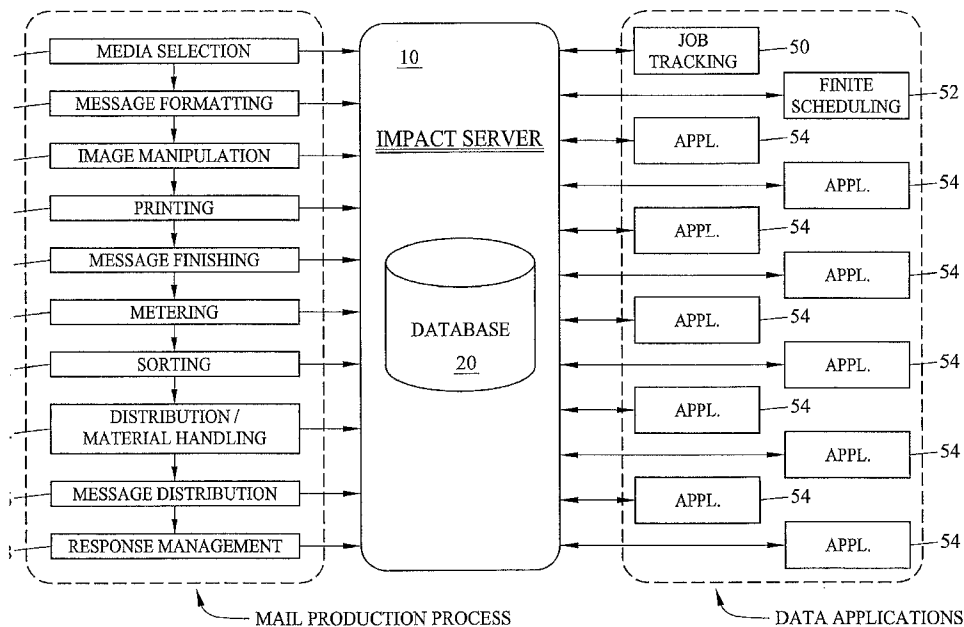 MEDIA SELECTION
MESSAGE FORMATTING
IMAGE MANIPULATION
PRINTING
MESSAGE FINISHING
METERING
SORTING
DISTRIBUTION /
MATERIAL HANDLING
MESSAGE DISTRIBUTION
RESPONSE MANAGEMENT
MAIL PRODUCTION PROCESS
10
IMPACT SERVER
DATABASE
20
JOB
TRACKING
50
FINITE
SCHEDULING
52
APPL.
54
APPL.
54
APPL.
54
APPL.
54
APPL.
54
APPL.
54
APPL.
54
APPL.
54
APPL.
54
APPL.
54
DATA APPLICATIONS